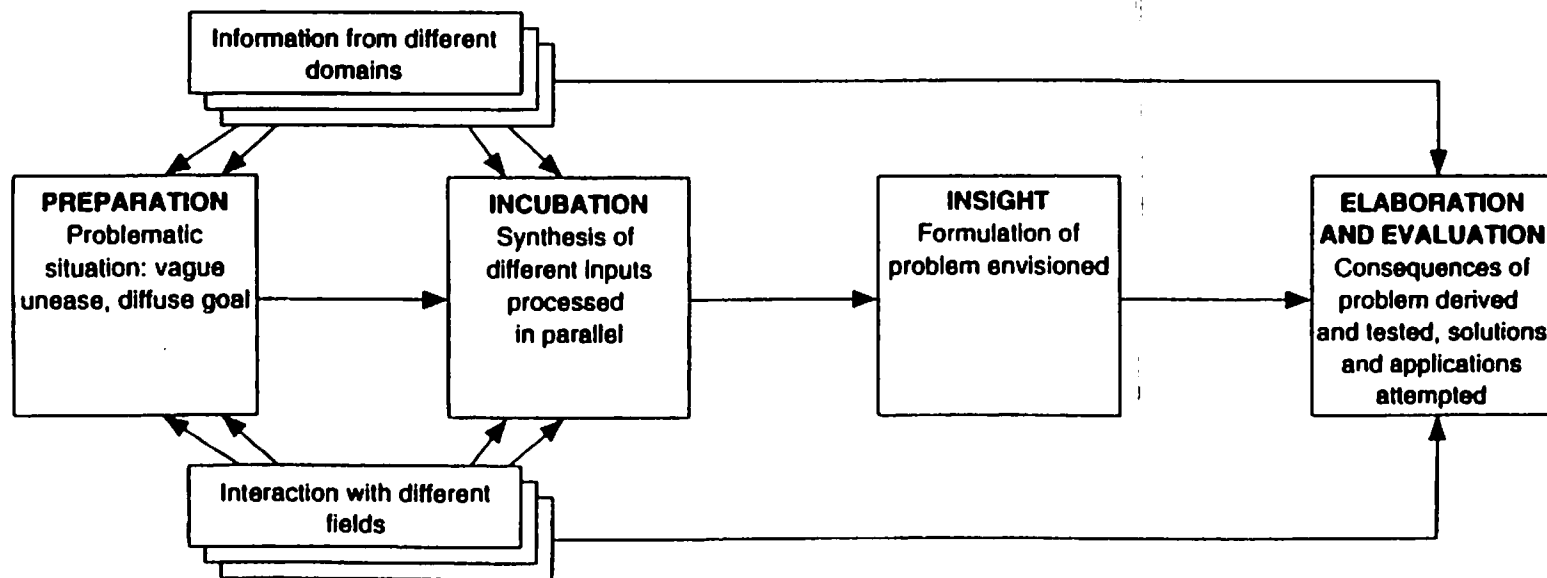 Information from different
domains
PREPARATION
Problematic
situation: vague
unease, diffuse goal
INCUBATION
Synthesis of
different inputs
processed
in parallel
INSIGHT
Formulation of
problem envisioned
ELABORATION
AND EVALUATION
Consequences of
problem derived
and tested, solutions
and applications
attempted
Interaction with different
fields